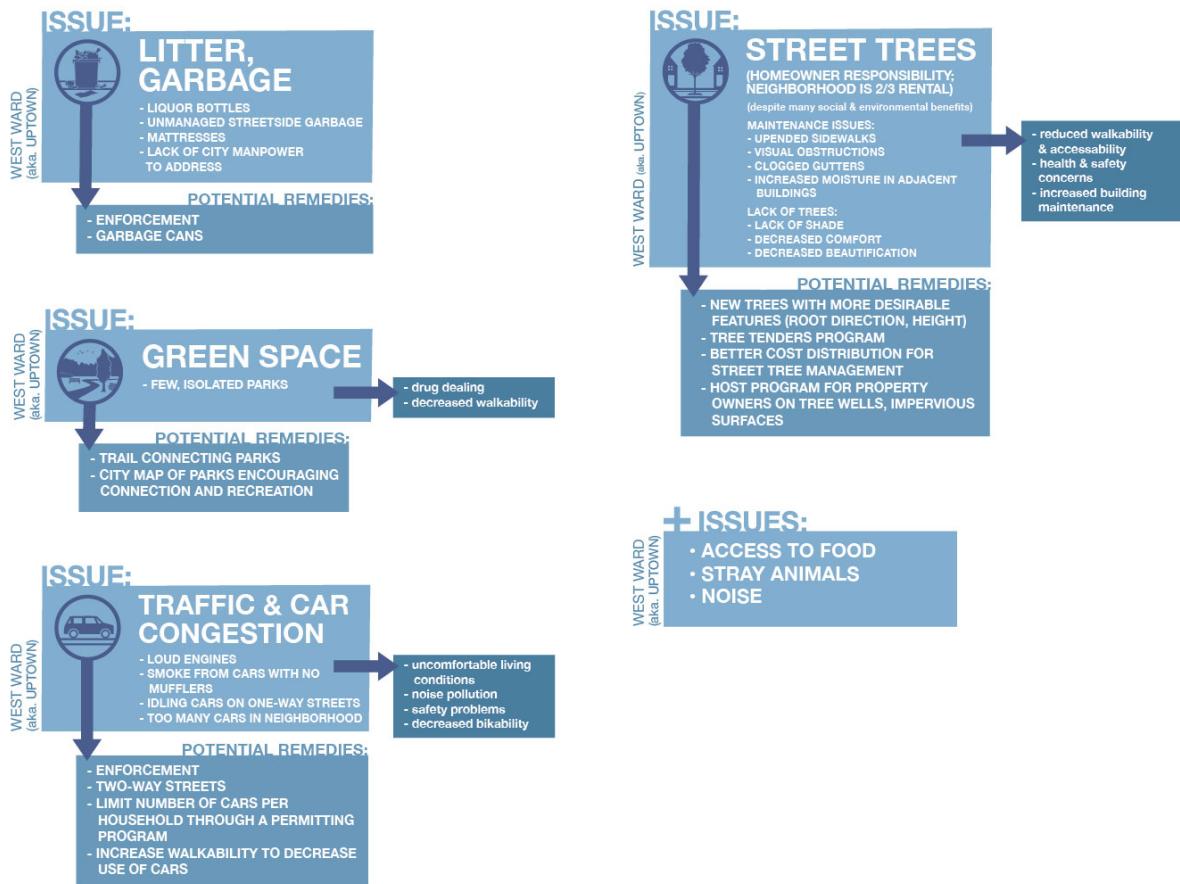 ISSUE:
WEST WARD
(aka. UPTOWN)
LITTER,
GARBAGE
- LIQUOR BOTTLES
- UNMANAGED STREETSIDE GARBAGE
- MATTRESSES
- LACK OF CITY MANPOWER
TO ADDRESS
POTENTIAL REMEDIES:
- ENFORCEMENT
- GARBAGE CANS
ISSUE:
WEST WARD
(aka. UPTOWN)
GREEN SPACE
- FEW, ISOLATED PARKS
- drug dealing
- decreased walkability
POTENTIAL REMEDIES:
- TRAIL CONNECTING PARKS
- CITY MAP OF PARKS ENCOURAGING
CONNECTION AND RECREATION
ISSUE:
WEST WARD
(aka. UPTOWN)
TRAFFIC & CAR
CONGESTION
- LOUD ENGINES
- SMOKE FROM CARS WITH NO
MUFFLERS
- IDLING CARS ON ONE-WAY STREETS
- TOO MANY CARS IN NEIGHBORHOOD
- uncomfortable living
conditions
- noise pollution
- safety problems
- decreased bikability
POTENTIAL REMEDIES:
- ENFORCEMENT
- TWO-WAY STREETS
- LIMIT NUMBER OF CARS PER
HOUSEHOLD THROUGH A PERMITTING
PROGRAM
- INCREASE WALKABILITY TO DECREASE
USE OF CARS
ISSUE:
WEST WARD (aka. UPTOWN)
STREET TREES
(HOMEOWNER RESPONSIBILITY;
NEIGHBORHOOD IS 2/3 RENTAL)
(despite many social & environmental benefits)
MAINTENANCE ISSUES:
- UPENDED SIDEWALKS
- VISUAL OBSTRUCTIONS
- CLOGGED GUTTERS
- INCREASED MOISTURE IN ADJACENT
BUILDINGS
LACK OF TREES:
- LACK OF SHADE
- DECREASED COMFORT
- DECREASED BEAUTIFICATION
- reduced walkability
& accessability
- health & safety
concerns
- increased building
maintenance
POTENTIAL REMEDIES:
- NEW TREES WITH MORE DESIRABLE
FEATURES (ROOT DIRECTION, HEIGHT)
- TREE TENDERS PROGRAM
- BETTER COST DISTRIBUTION FOR
STREET TREE MANAGEMENT
- HOST PROGRAM FOR PROPERTY
OWNERS ON TREE WELLS, IMPERVIOUS
SURFACES
+ ISSUES:
WEST WARD
(aka. UPTOWN)
• ACCESS TO FOOD
• STRAY ANIMALS
• NOISE